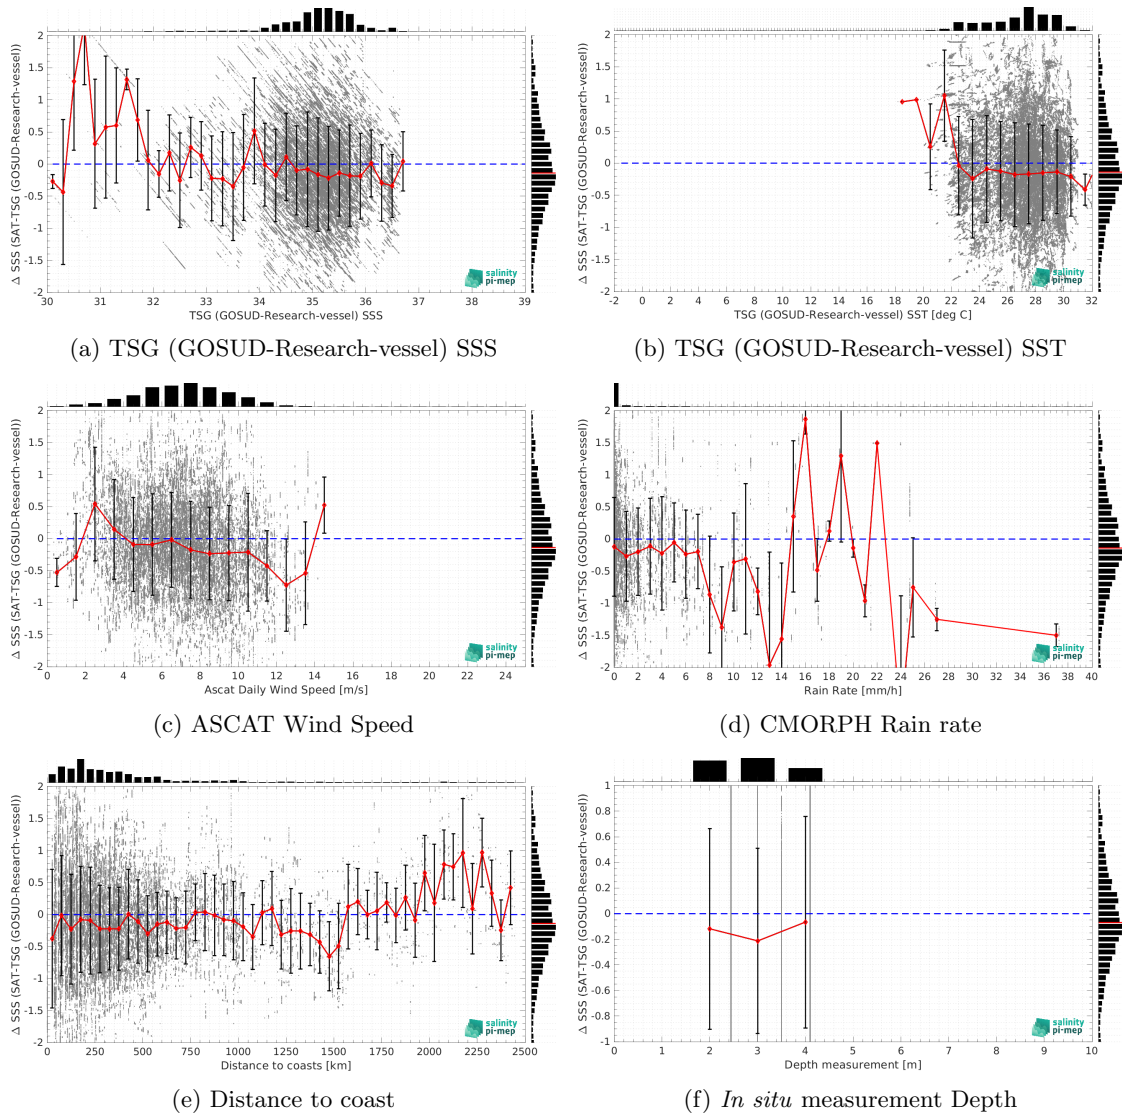 Δ SSS (SAT-TSG (GOSUD-Research-vessel))
2
1.5
1
0.5
0
-0.5
-1
-1.5
-2
30 31 32 33 34 35 36 37 38 39
TSG (GOSUD-Research-vessel) SSS
salinity
pi-mep
(a) TSG (GOSUD-Research-vessel) SSS
Δ SSS (SAT-TSG (GOSUD-Research-vessel))
2
1.5
1
0.5
0
-0.5
-1
-1.5
-2
-2 0 2 4 6 8 10 12 14 16 18 20 22 24 26 28 30 32
TSG (GOSUD-Research-vessel) SST [deg C]
salinity
pi-mep
(b) TSG (GOSUD-Research-vessel) SST
Δ SSS (SAT-TSG (GOSUD-Research-vessel))
2
1.5
1
0.5
0
-0.5
-1
-1.5
-2
0 2 4 6 8 10 12 14 16 18 20 22 24
Ascat Daily Wind Speed [m/s]
salinity
pi-mep
(c) ASCAT Wind Speed
Δ SSS (SAT-TSG (GOSUD-Research-vessel))
2
1.5
1
0.5
0
-0.5
-1
-1.5
-2
0 2 4 6 8 10 12 14 16 18 20 22 24 26 28 30 32 34 36 38 40
Rain Rate [mm/h]
salinity
pi-mep
(d) CMORPH Rain rate
Δ SSS (SAT-TSG (GOSUD-Research-vessel))
2
1.5
1
0.5
0
-0.5
-1
-1.5
-2
0 250 500 750 1000 1250 1500 1750 2000 2250 2500
Distance to coasts [km]
salinity
pi-mep
(e) Distance to coast
Δ SSS (SAT-TSG (GOSUD-Research-vessel))
1
0.8
0.6
0.4
0.2
0
-0.2
-0.4
-0.6
-0.8
-1
0 1 2 3 4 5 6 7 8 9 10
Depth measurement [m]
salinity
pi-mep
(f) In situ measurement Depth